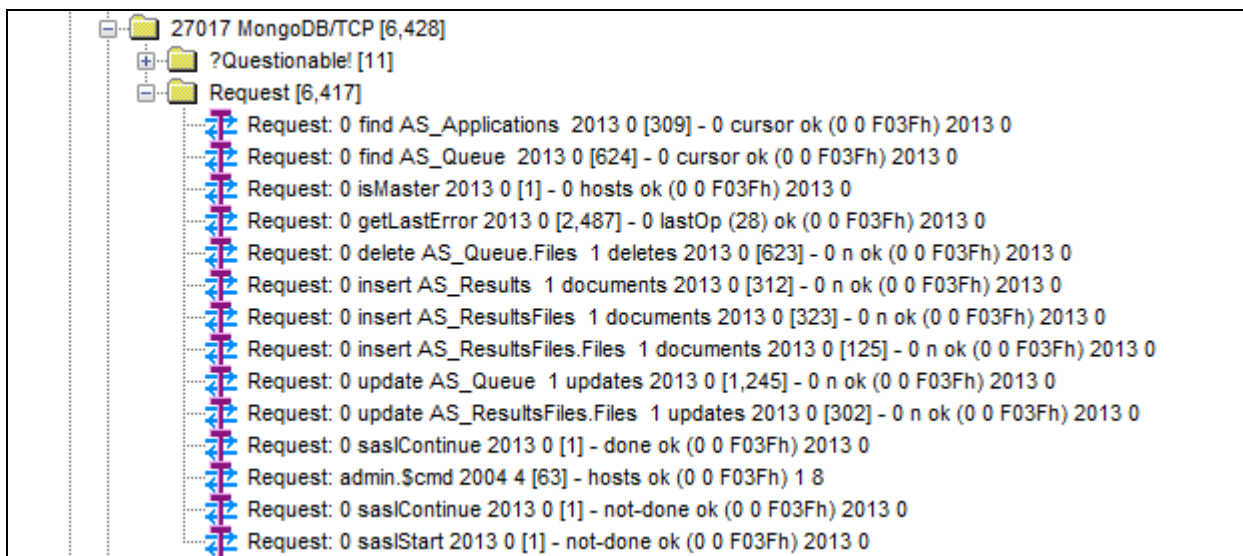 27017 MongoDB/TCP [6,428]
?Questionable! [11]
Request [6,417]
Request: 0 find AS_Applications  2013 0 [309] - 0 cursor ok (0 0 F03Fh) 2013 0
Request: 0 find AS_Queue  2013 0 [624] - 0 cursor ok (0 0 F03Fh) 2013 0
Request: 0 isMaster 2013 0 [1] - 0 hosts ok (0 0 F03Fh) 2013 0
Request: 0 getLastError 2013 0 [2,487] - 0 lastOp (28) ok (0 0 F03Fh) 2013 0
Request: 0 delete AS_Queue.Files  1 deletes 2013 0 [623] - 0 n ok (0 0 F03Fh) 2013 0
Request: 0 insert AS_Results  1 documents 2013 0 [312] - 0 n ok (0 0 F03Fh) 2013 0
Request: 0 insert AS_ResultsFiles  1 documents 2013 0 [323] - 0 n ok (0 0 F03Fh) 2013 0
Request: 0 insert AS_ResultsFiles.Files  1 documents 2013 0 [125] - 0 n ok (0 0 F03Fh) 2013 0
Request: 0 update AS_Queue  1 updates 2013 0 [1,245] - 0 n ok (0 0 F03Fh) 2013 0
Request: 0 update AS_ResultsFiles.Files  1 updates 2013 0 [302] - 0 n ok (0 0 F03Fh) 2013 0
Request: 0 saslContinue 2013 0 [1] - done ok (0 0 F03Fh) 2013 0
Request: admin.$cmd 2004 4 [63] - hosts ok (0 0 F03Fh) 1 8
Request: 0 saslContinue 2013 0 [1] - not-done ok (0 0 F03Fh) 2013 0
Request: 0 saslStart 2013 0 [1] - not-done ok (0 0 F03Fh) 2013 0